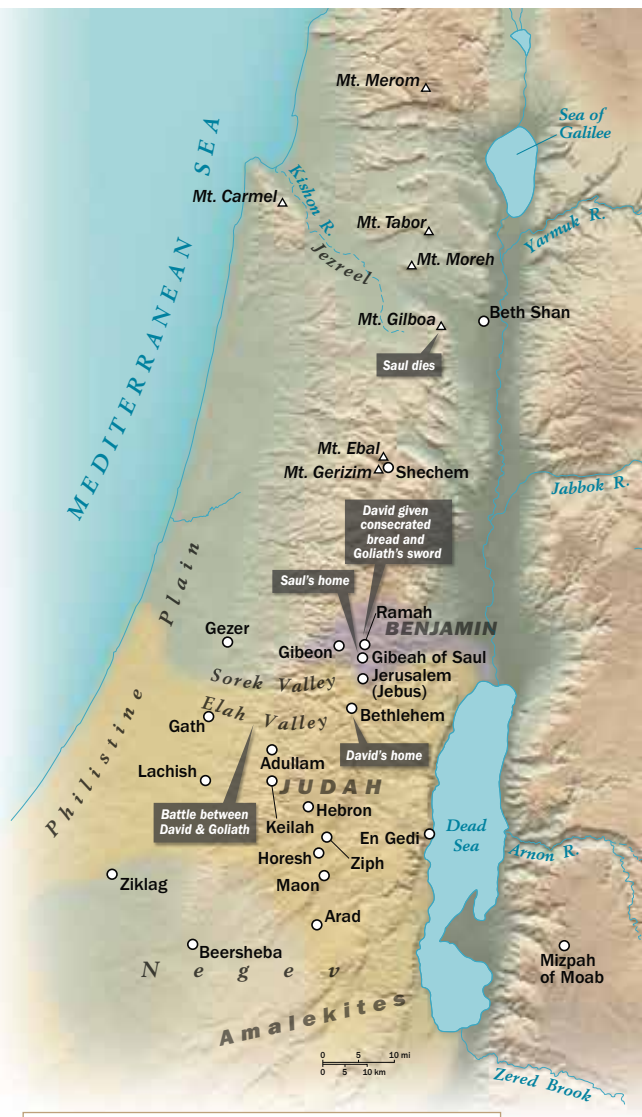 Mt. Merom
Sea of
Galilee
MEDITERRANEAN SEA
Kishon R.
Mt. Carmel
Mt. Tabor
Yarmuk R.
Jezreel
Mt. Moreh
Mt. Gilboa
Beth Shan
Saul dies
Mt. Ebal
Mt. Gerizim
Shechem
Jabbok R.
David given
consecrated
bread and
Goliath's sword
Saul's home
Ramah
BENJAMIN
Gezer
Gibeon
Gibeah of Saul
Jerusalem
(Jebus)
Sorek Valley
Elah Valley
Philistine Plain
Gath
Bethlehem
David's home
Adullam
Lachish
JUDAH
Battle between
David & Goliath
Keilah
Hebron
En Gedi
Dead
Sea
Arnon R.
Horesh
Ziph
Ziklag
Maon
Arad
Beersheba
Negev
Mizpah
of Moab
Amalekites
0 5 10 mi
0 5 10 km
Zered Brook